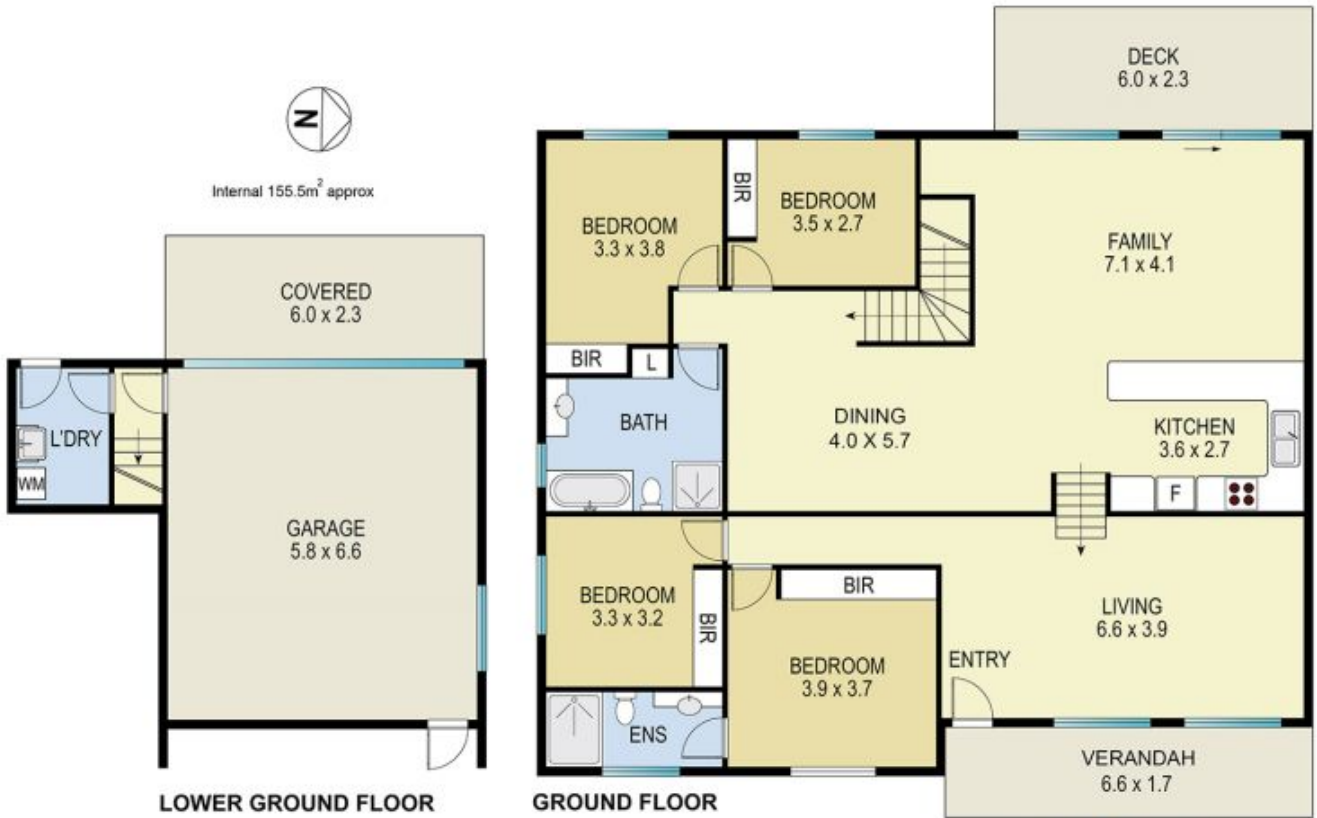 N
Internal 155.5m² approx
COVERED
6.0 x 2.3
L'DRY
WM
GARAGE
5.8 x 6.6
LOWER GROUND FLOOR
DECK
6.0 x 2.3
BEDROOM
3.3 x 3.8
BIR
BEDROOM
3.5 x 2.7
FAMILY
7.1 x 4.1
BIR
L
BATH
DINING
4.0 X 5.7
KITCHEN
3.6 x 2.7
F
BEDROOM
3.3 x 3.2
BIR
BIR
BEDROOM
3.9 x 3.7
LIVING
6.6 x 3.9
ENTRY
ENS
VERANDAH
6.6 x 1.7
GROUND FLOOR